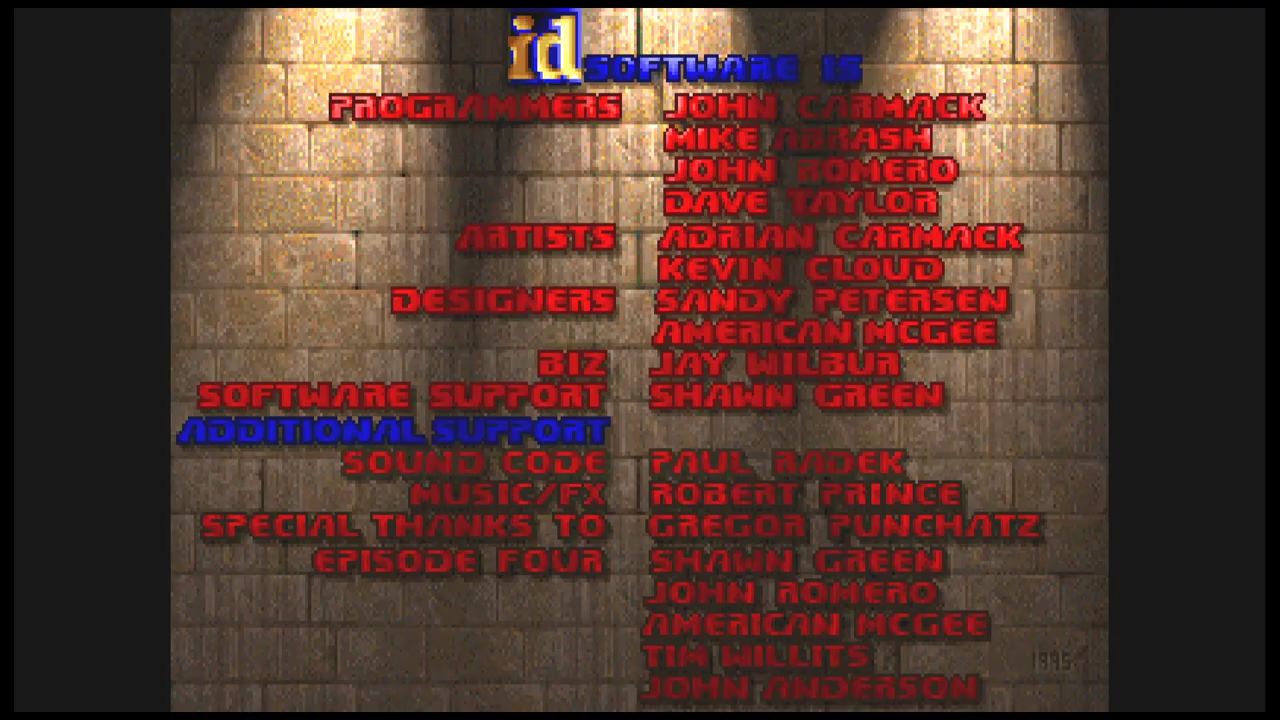 id SOFTWARE IS
PROGRAMMERS JOHN CARMACK
MIKE ABRASH
JOHN ROMERO
DAVE TAYLOR
ARTISTS ADRIAN CARMACK
KEVIN CLOUD
DESIGNERS SANDY PETERSEN
AMERICAN MCGEE
BIZ JAY WILBUR
SOFTWARE SUPPORT SHAWN GREEN
ADDITIONAL SUPPORT
SOUND CODE PAUL RADEK
MUSIC/FX ROBERT PRINCE
SPECIAL THANKS TO GREGOR PUNCHATZ
EPISODE FOUR SHAWN GREEN
JOHN ROMERO
AMERICAN MCGEE
TIM WILLITS
1995
JOHN ANDERSON